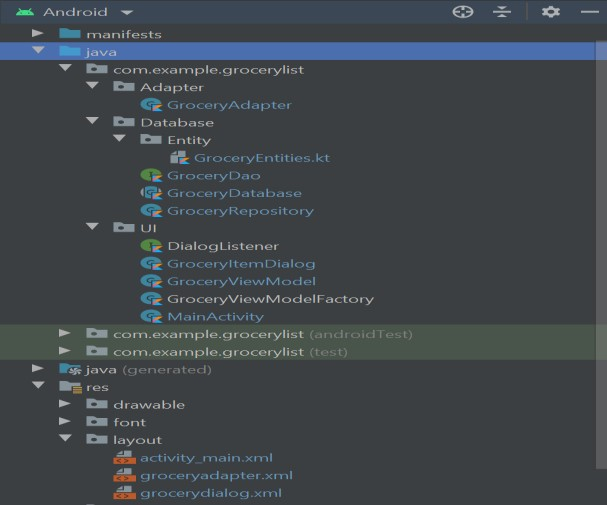 Android
manifests
java
com.example.grocerylist
Adapter
GroceryAdapter
Database
Entity
GroceryEntities.kt
GroceryDao
GroceryDatabase
GroceryRepository
UI
DialogListener
GroceryItemDialog
GroceryViewModel
GroceryViewModelFactory
MainActivity
com.example.grocerylist (androidTest)
com.example.grocerylist (test)
java (generated)
res
drawable
font
layout
activity_main.xml
groceryadapter.xml
grocerydialog.xml